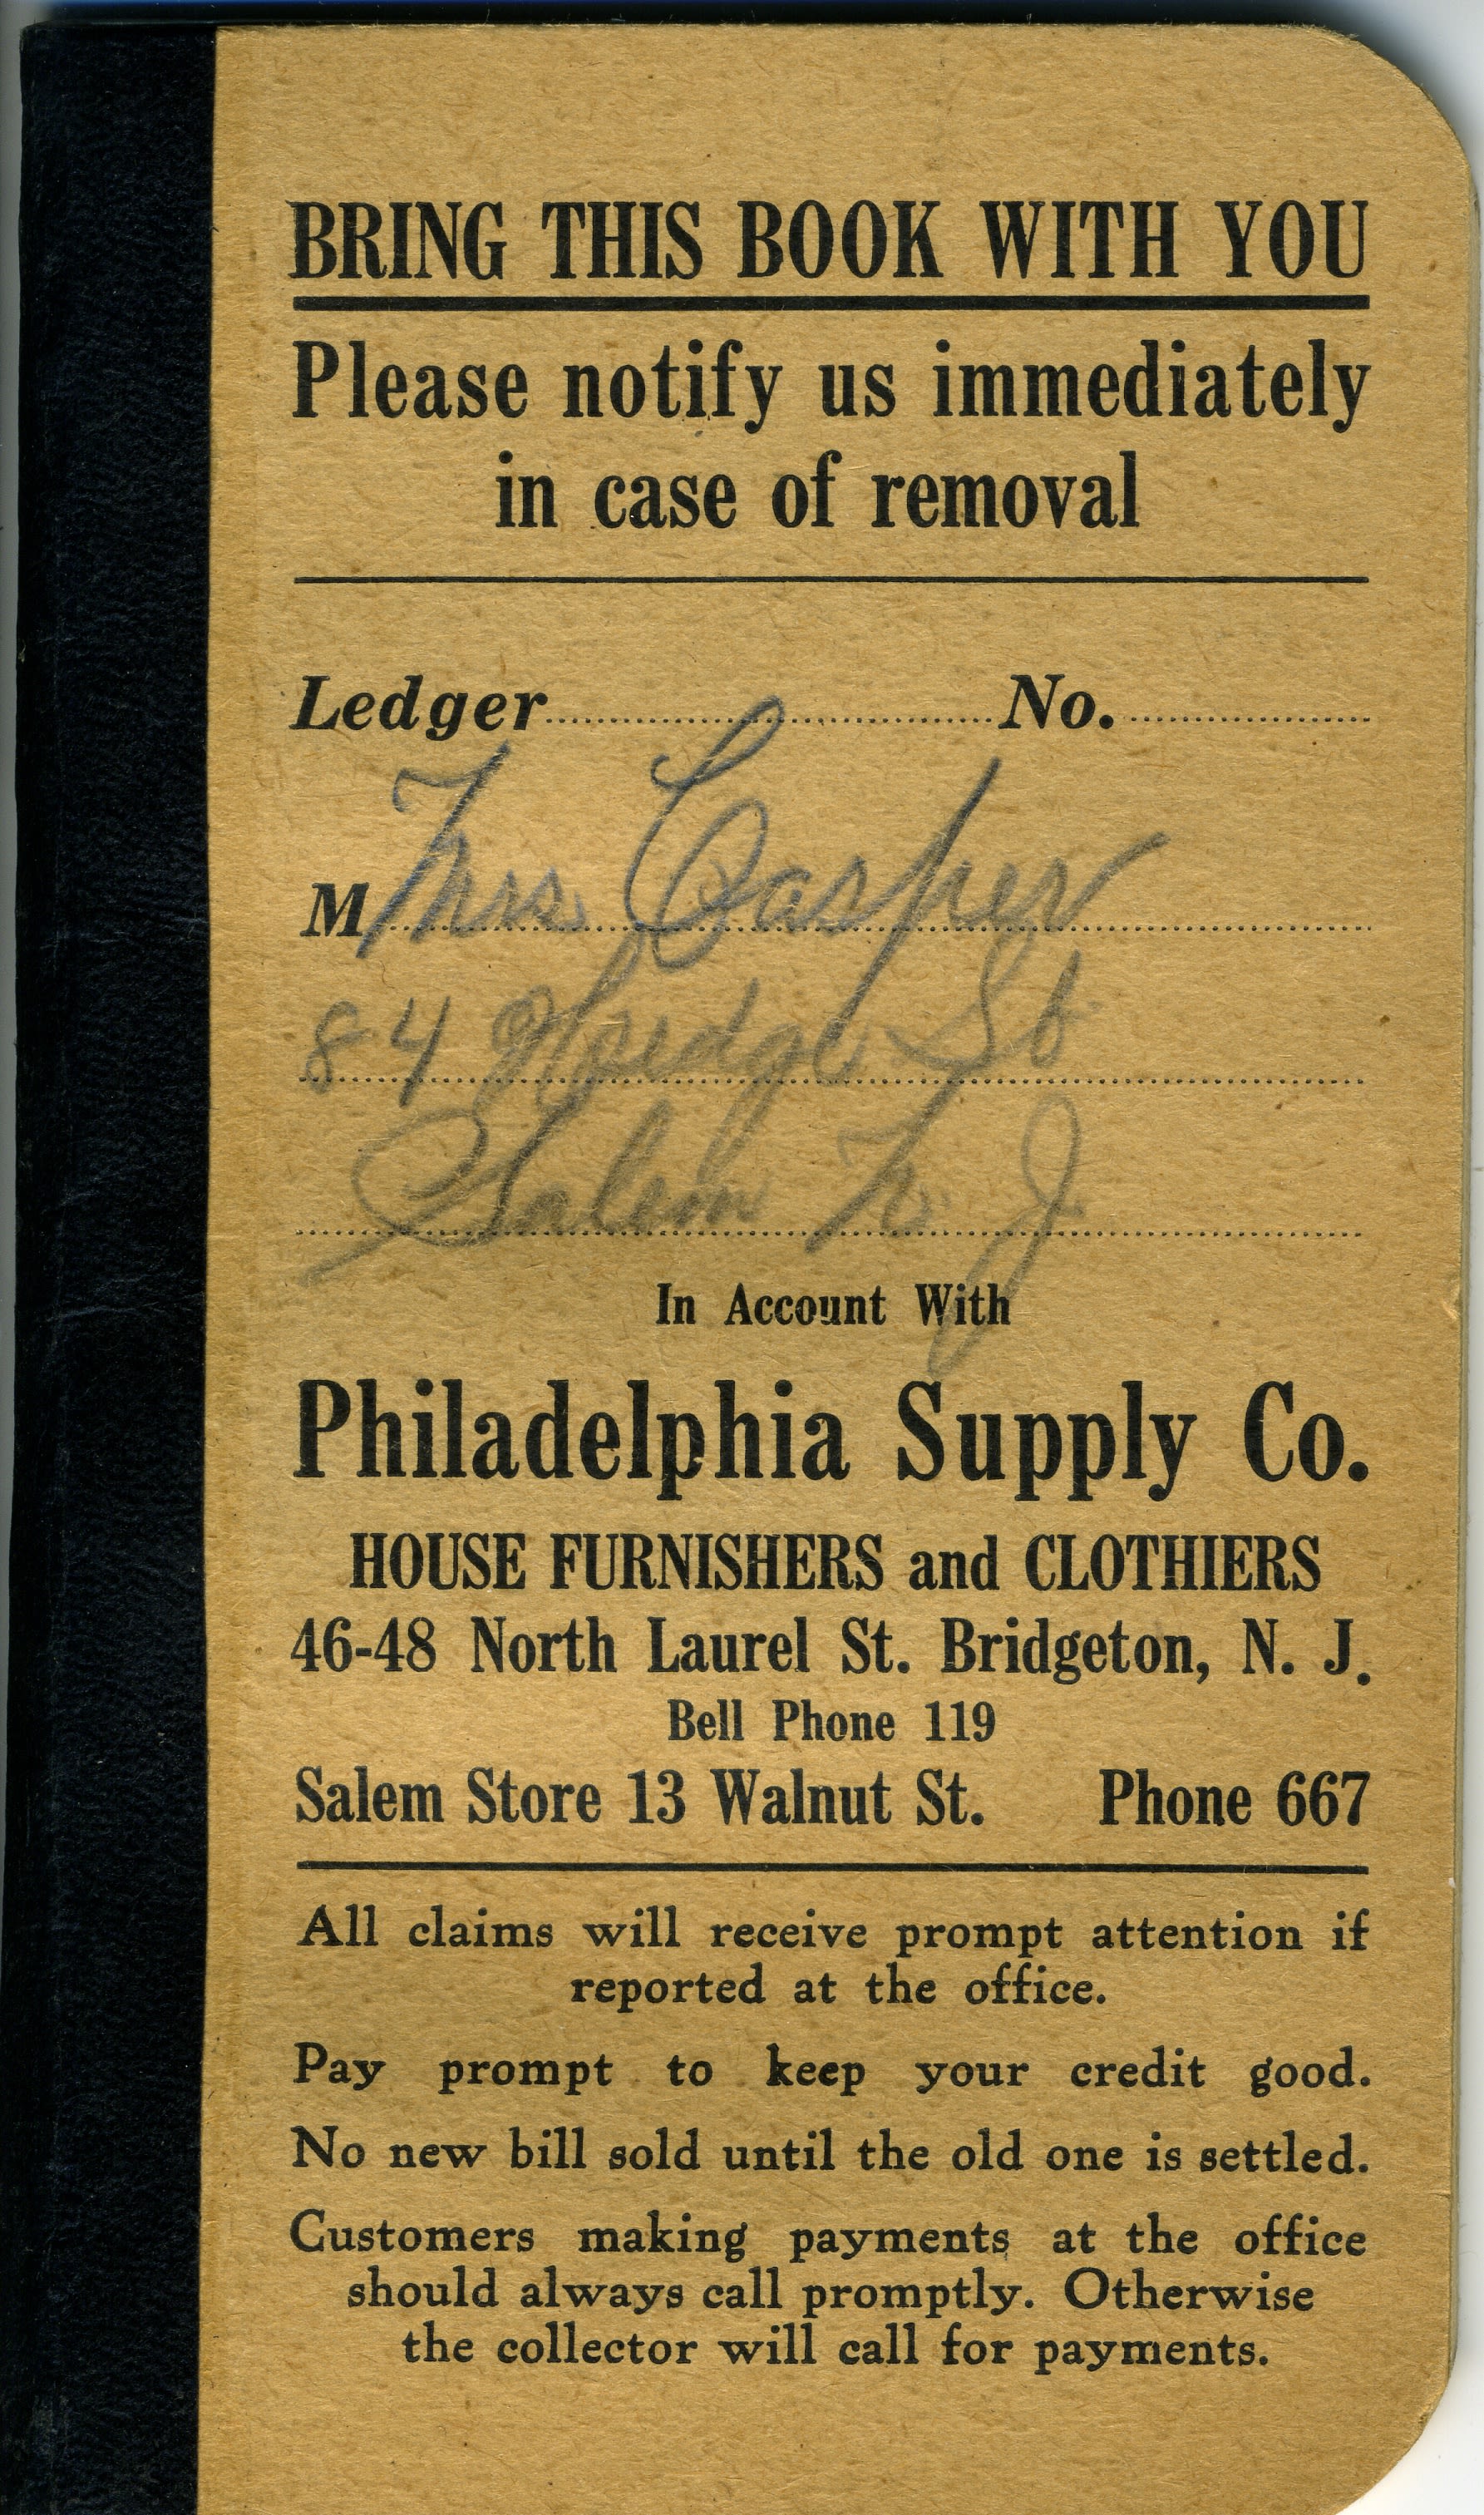 BRING THIS BOOK WITH YOU
Please notify us immediately
in case of removal
Ledger No.
M Mrs Casper
84 Hedge St
Salem N J
In Account With
Philadelphia Supply Co.
HOUSE FURNISHERS and CLOTHIERS
46-48 North Laurel St. Bridgeton, N. J.
Bell Phone 119
Salem Store 13 Walnut St. Phone 667
All claims will receive prompt attention if
reported at the office.
Pay prompt to keep your credit good.
No new bill sold until the old one is settled.
Customers making payments at the office
should always call promptly. Otherwise
the collector will call for payments.